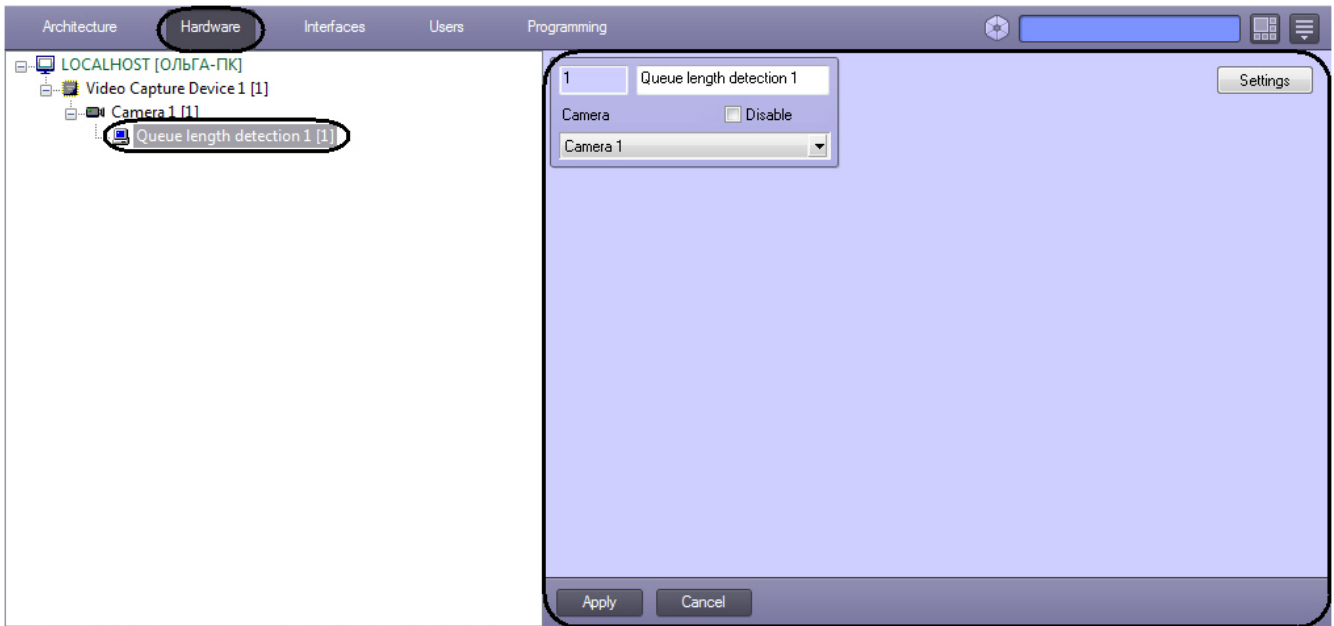 Architecture Hardware Interfaces Users Programming
LOCALHOST [ОЛЬГА-ПК]
Video Capture Device 1 [1]
Camera 1 [1]
Queue length detection 1 [1]
1 Queue length detection 1
Settings
Camera Disable
Camera 1
Apply Cancel